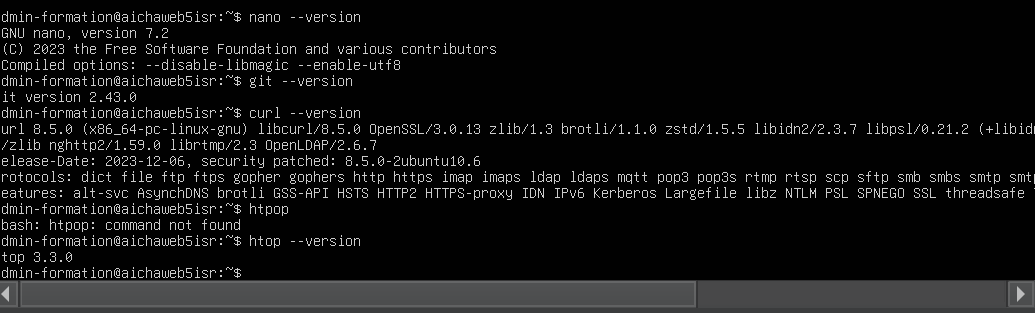 dmin-formation@aichaweb5isr:~$ nano --version
GNU nano, version 7.2
(C) 2023 the Free Software Foundation and various contributors
Compiled options: --disable-libmagic --enable-utf8
dmin-formation@aichaweb5isr:~$ git --version
it version 2.43.0
dmin-formation@aichaweb5isr:~$ curl --version
url 8.5.0 (x86_64-pc-linux-gnu) libcurl/8.5.0 OpenSSL/3.0.13 zlib/1.3 brotli/1.1.0 zstd/1.5.5 libidn2/2.3.7 libpsl/0.21.2 (+libid
/zlib nghttp2/1.59.0 librtmp/2.3 OpenLDAP/2.6.7
elease-Date: 2023-12-06, security patched: 8.5.0-2ubuntu10.6
rotocols: dict file ftp ftps gopher gophers http https imap imaps ldap ldaps mqtt pop3 pop3s rtmp rtsp scp sftp smb smbs smtp smt
eatures: alt-svc AsynchDNS brotli GSS-API HSTS HTTP2 HTTPS-proxy IDN IPv6 Kerberos Largefile libz NTLM PSL SPNEGO SSL threadsafe
dmin-formation@aichaweb5isr:~$ htpop
bash: htpop: command not found
dmin-formation@aichaweb5isr:~$ htop --version
top 3.3.0
dmin-formation@aichaweb5isr:~$